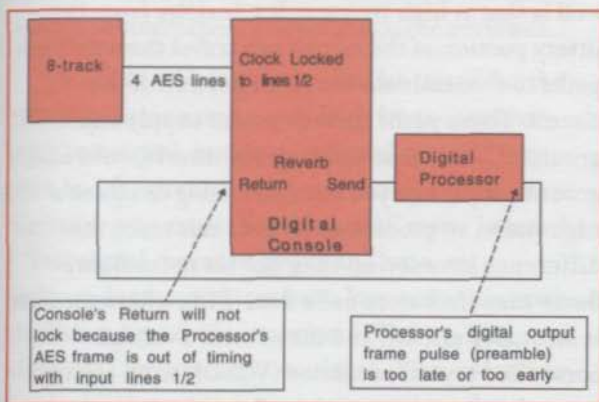 8-track
4 AES lines
Clock Locked
to lines 1/2
Reverb
Return Send
Digital
Console
Digital
Processor
Console's Return will not
lock because the Processor's
AES frame is out of timing
with Input lines 1/2
Processor's digital output
frame pulse (preamble)
is too late or too early